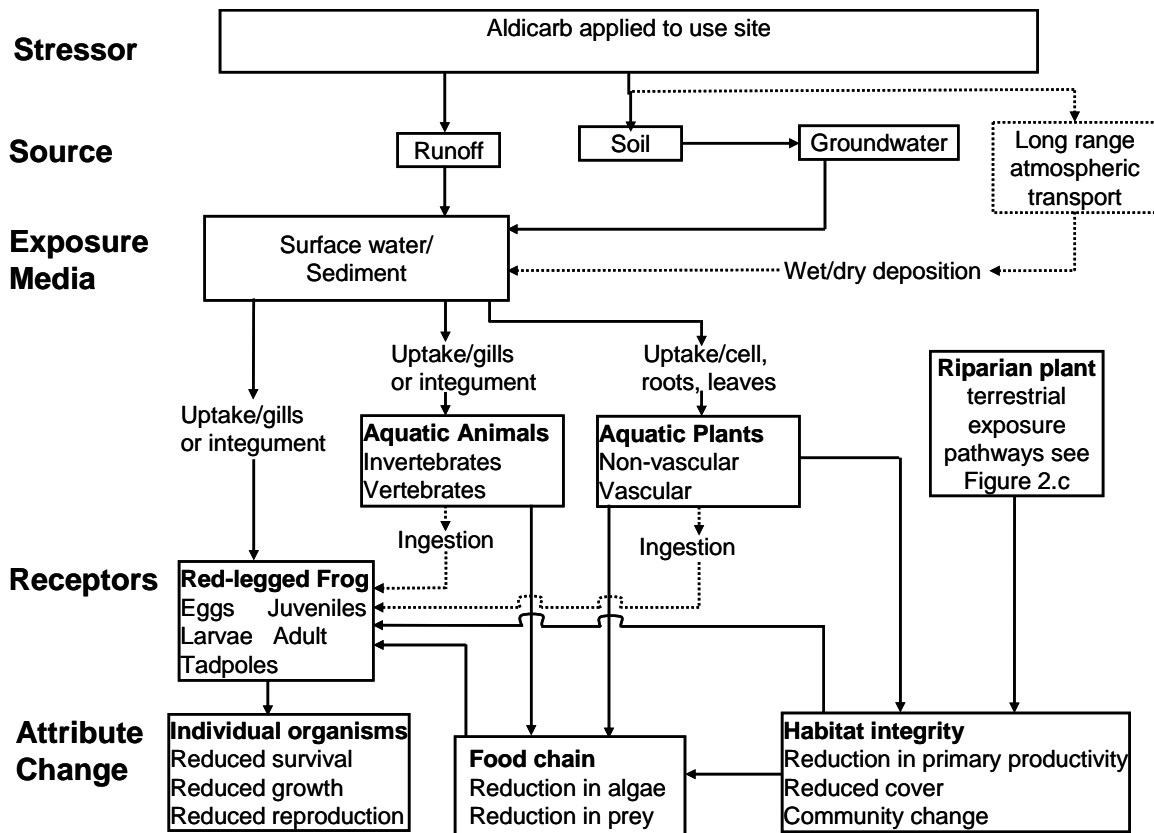 Stressor
Aldicarb applied to use site
Source
Runoff
Soil
Groundwater
Long range
atmospheric
transport
Exposure
Media
Surface water/
Sediment
Wet/dry deposition
Uptake/gills
or integument
Uptake/gills
or integument
Uptake/cell,
roots, leaves
Riparian plant
terrestrial
exposure
pathways see
Figure 2.c
Aquatic Animals
Invertebrates
Vertebrates
Aquatic Plants
Non-vascular
Vascular
Ingestion
Ingestion
Receptors
Red-legged Frog
Eggs Juveniles
Larvae Adult
Tadpoles
Attribute
Change
Individual organisms
Reduced survival
Reduced growth
Reduced reproduction
Food chain
Reduction in algae
Reduction in prey
Habitat integrity
Reduction in primary productivity
Reduced cover
Community change